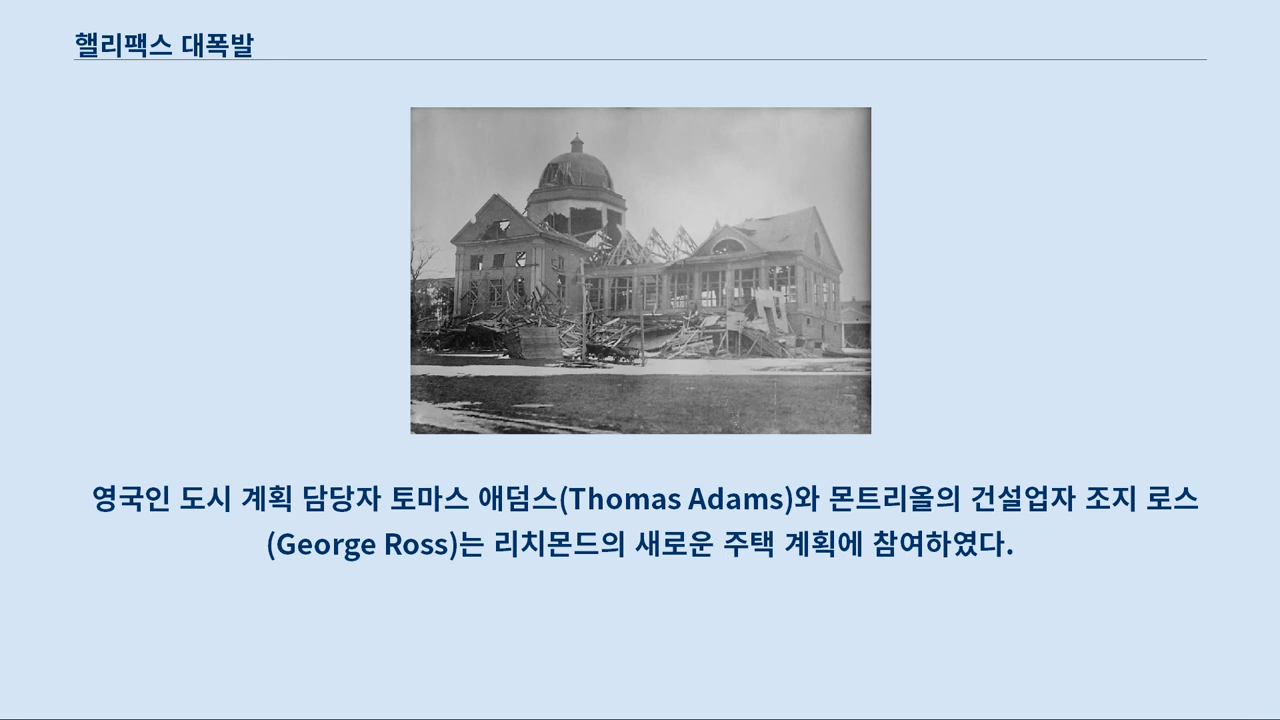 핼리팩스 대폭발
영국인 도시 계획 담당자 토마스 애덤스(Thomas Adams)와 몬트리올의 건설업자 조지 로스
(George Ross)는 리치몬드의 새로운 주택 계획에 참여하였다.